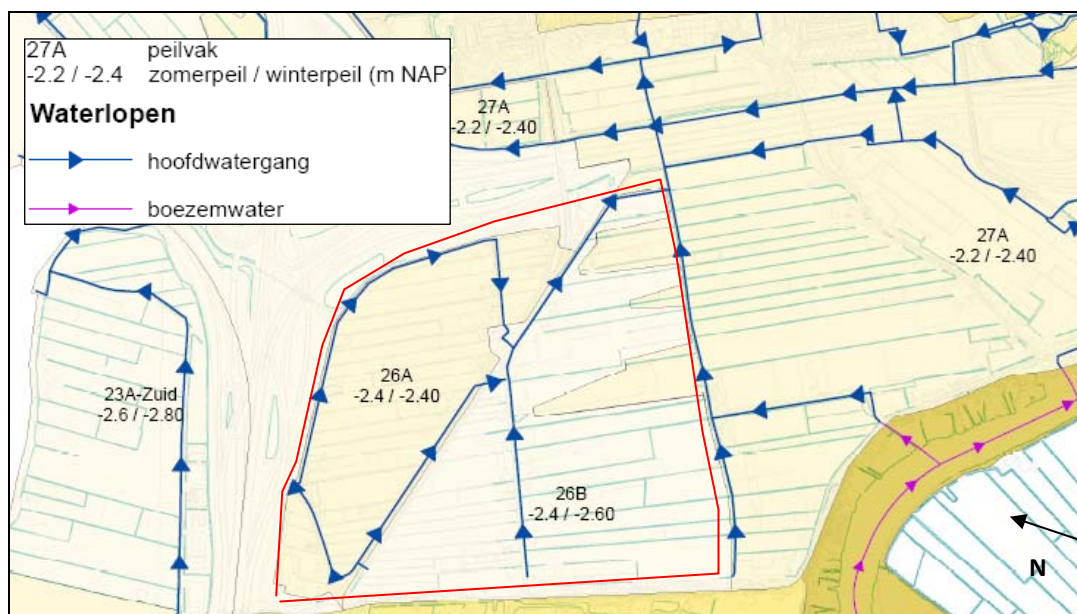 27A peilvak
-2.2 / -2.4 zomerpeil / winterpeil (m NAP
Waterlopen
hoofdwatergang
boezemwater
27A
-2.2 / -2.40
27A
-2.2 / -2.40
26A
-2.4 / -2.40
23A-Zuid
-2.6 / -2.80
26B
-2.4 / -2.60
N